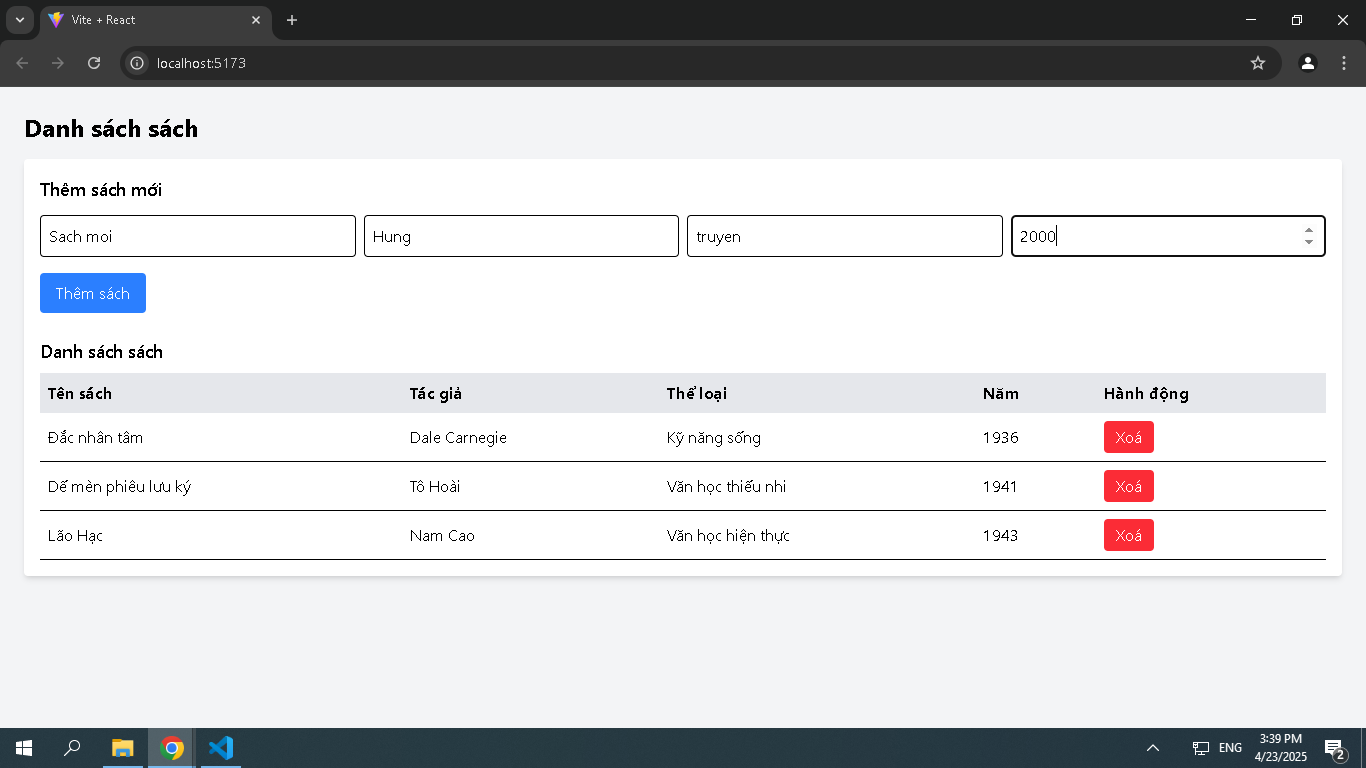 Vite + React
localhost:5173
Danh sách sách
Thêm sách mới
Sach moi Hung truyen 2000
Thêm sách
Danh sách sách
Tên sách Tác giả Thể loại Năm Hành động
Đắc nhân tâm Dale Carnegie Kỹ năng sống 1936 Xoá
Dế mèn phiêu lưu ký Tô Hoài Văn học thiếu nhi 1941 Xoá
Lão Hạc Nam Cao Văn học hiện thực 1943 Xoá
ENG 3:39 PM
4/23/2025 2